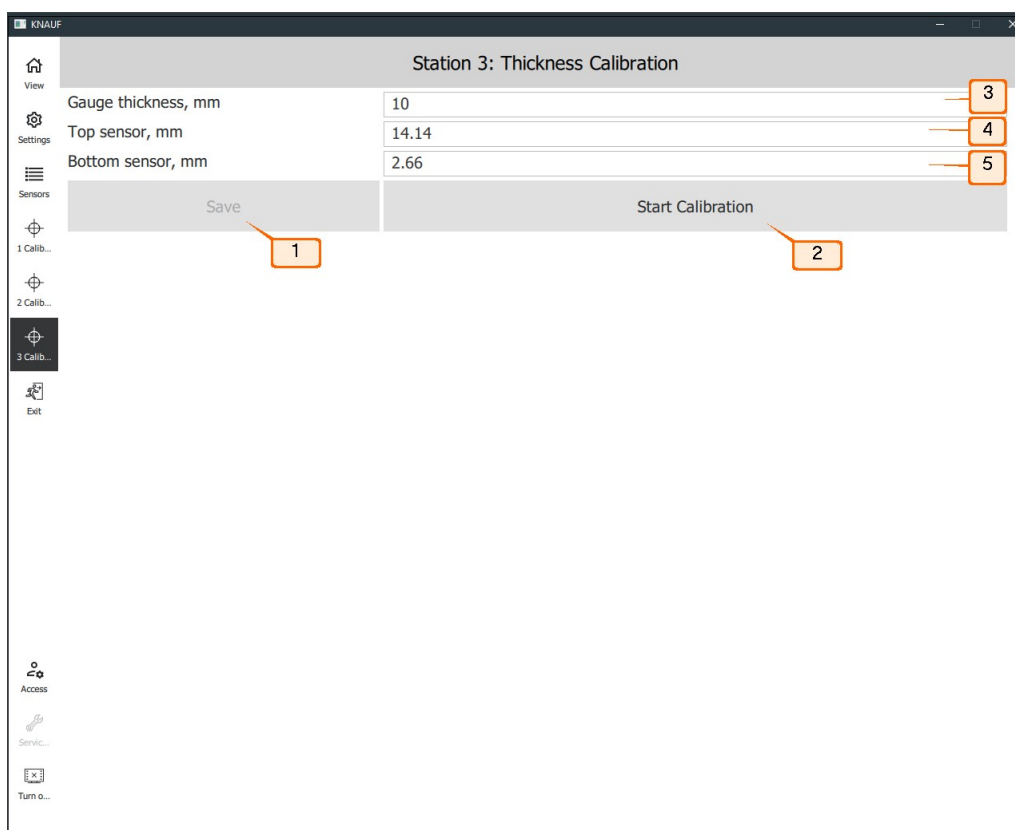 KNAUF
Station 3: Thickness Calibration
View
Gauge thickness, mm
10
3
Settings
Top sensor, mm
14.14
4
Bottom sensor, mm
2.66
5
Sensors
Save
Start Calibration
1 Calib...
1
2
2 Calib...
3 Calib...
Exit
Access
Servic...
Turn o...